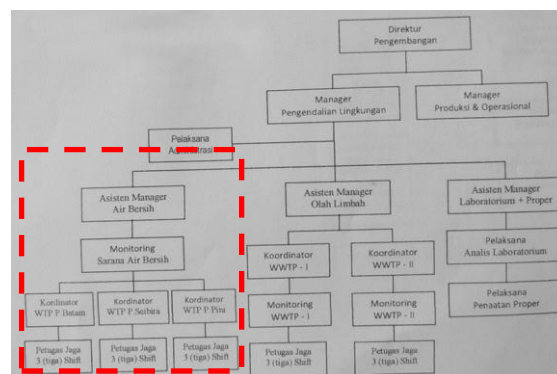 Direktur
Pengembangan
Manager
Pengendalian Lingkungan
Manager
Produksi & Operasional
Pelaksana
Administrasi
Asisten Manager
Air Bersih
Asisten Manager
Olah Limbah
Asisten Manager
Laboratorium + Proper
Monitoring
Sarana Air Bersih
Koordinator
WWTP - I
Koordinator
WWTP - II
Pelaksana
Analis Laboratorium
Kordinator
WTP P.Batam
Kordinator
WTP P.Seibira
Kordinator
WTP P.Pini
Monitoring
WWTP - I
Monitoring
WWTP - II
Pelaksana
Penaatan Proper
Petugas Jaga
3 (tiga) Shift
Petugas Jaga
3 (tiga) Shift
Petugas Jaga
3 (tiga) Shift
Petugas Jaga
3 (tiga) Shift
Petugas Jaga
3 (tiga) Shift